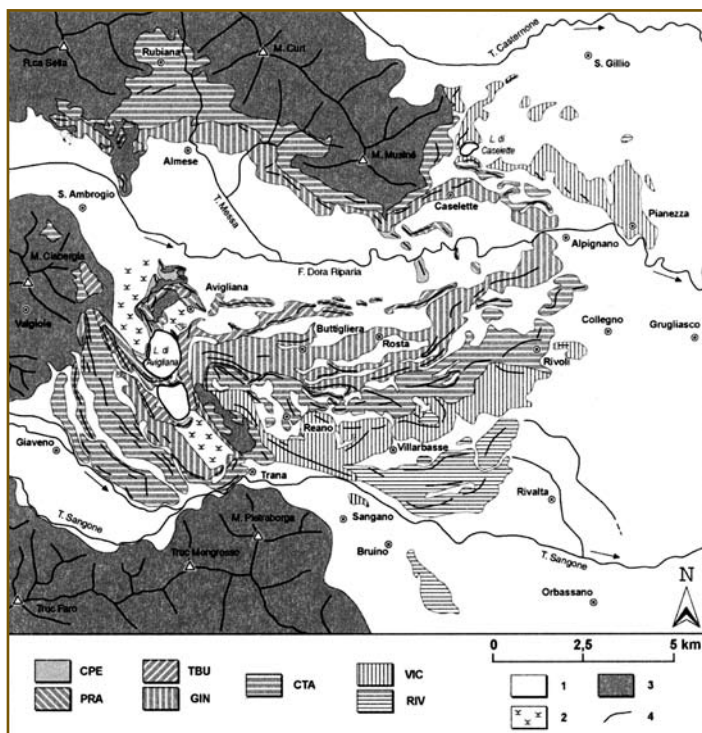 T. Casternone
Rubiana
M. Curt
S. Gillio
R.ca Sella
L. di
Caselette
Almese
M. Musinè
S. Ambrogio
T. Messa
Caselette
Pianezza
Alpignano
M. Ciabergia
F. Dora Riparia
Avigliana
Valgioie
Collegno
Grugliasco
Buttigliera
Rosta
L. di
Avigliana
Rivoli
Reano
Giaveno
Villarbasse
Trana
Rivalta
T. Sangone
Sangano
M. Pietraborga
Bruino
Truc Mongrosso
T. Sangone
N
Orbassano
Truc Faro
0 2,5 5 km
CPE TBU CTA VIC 1 3
PRA GIN RIV 2 4